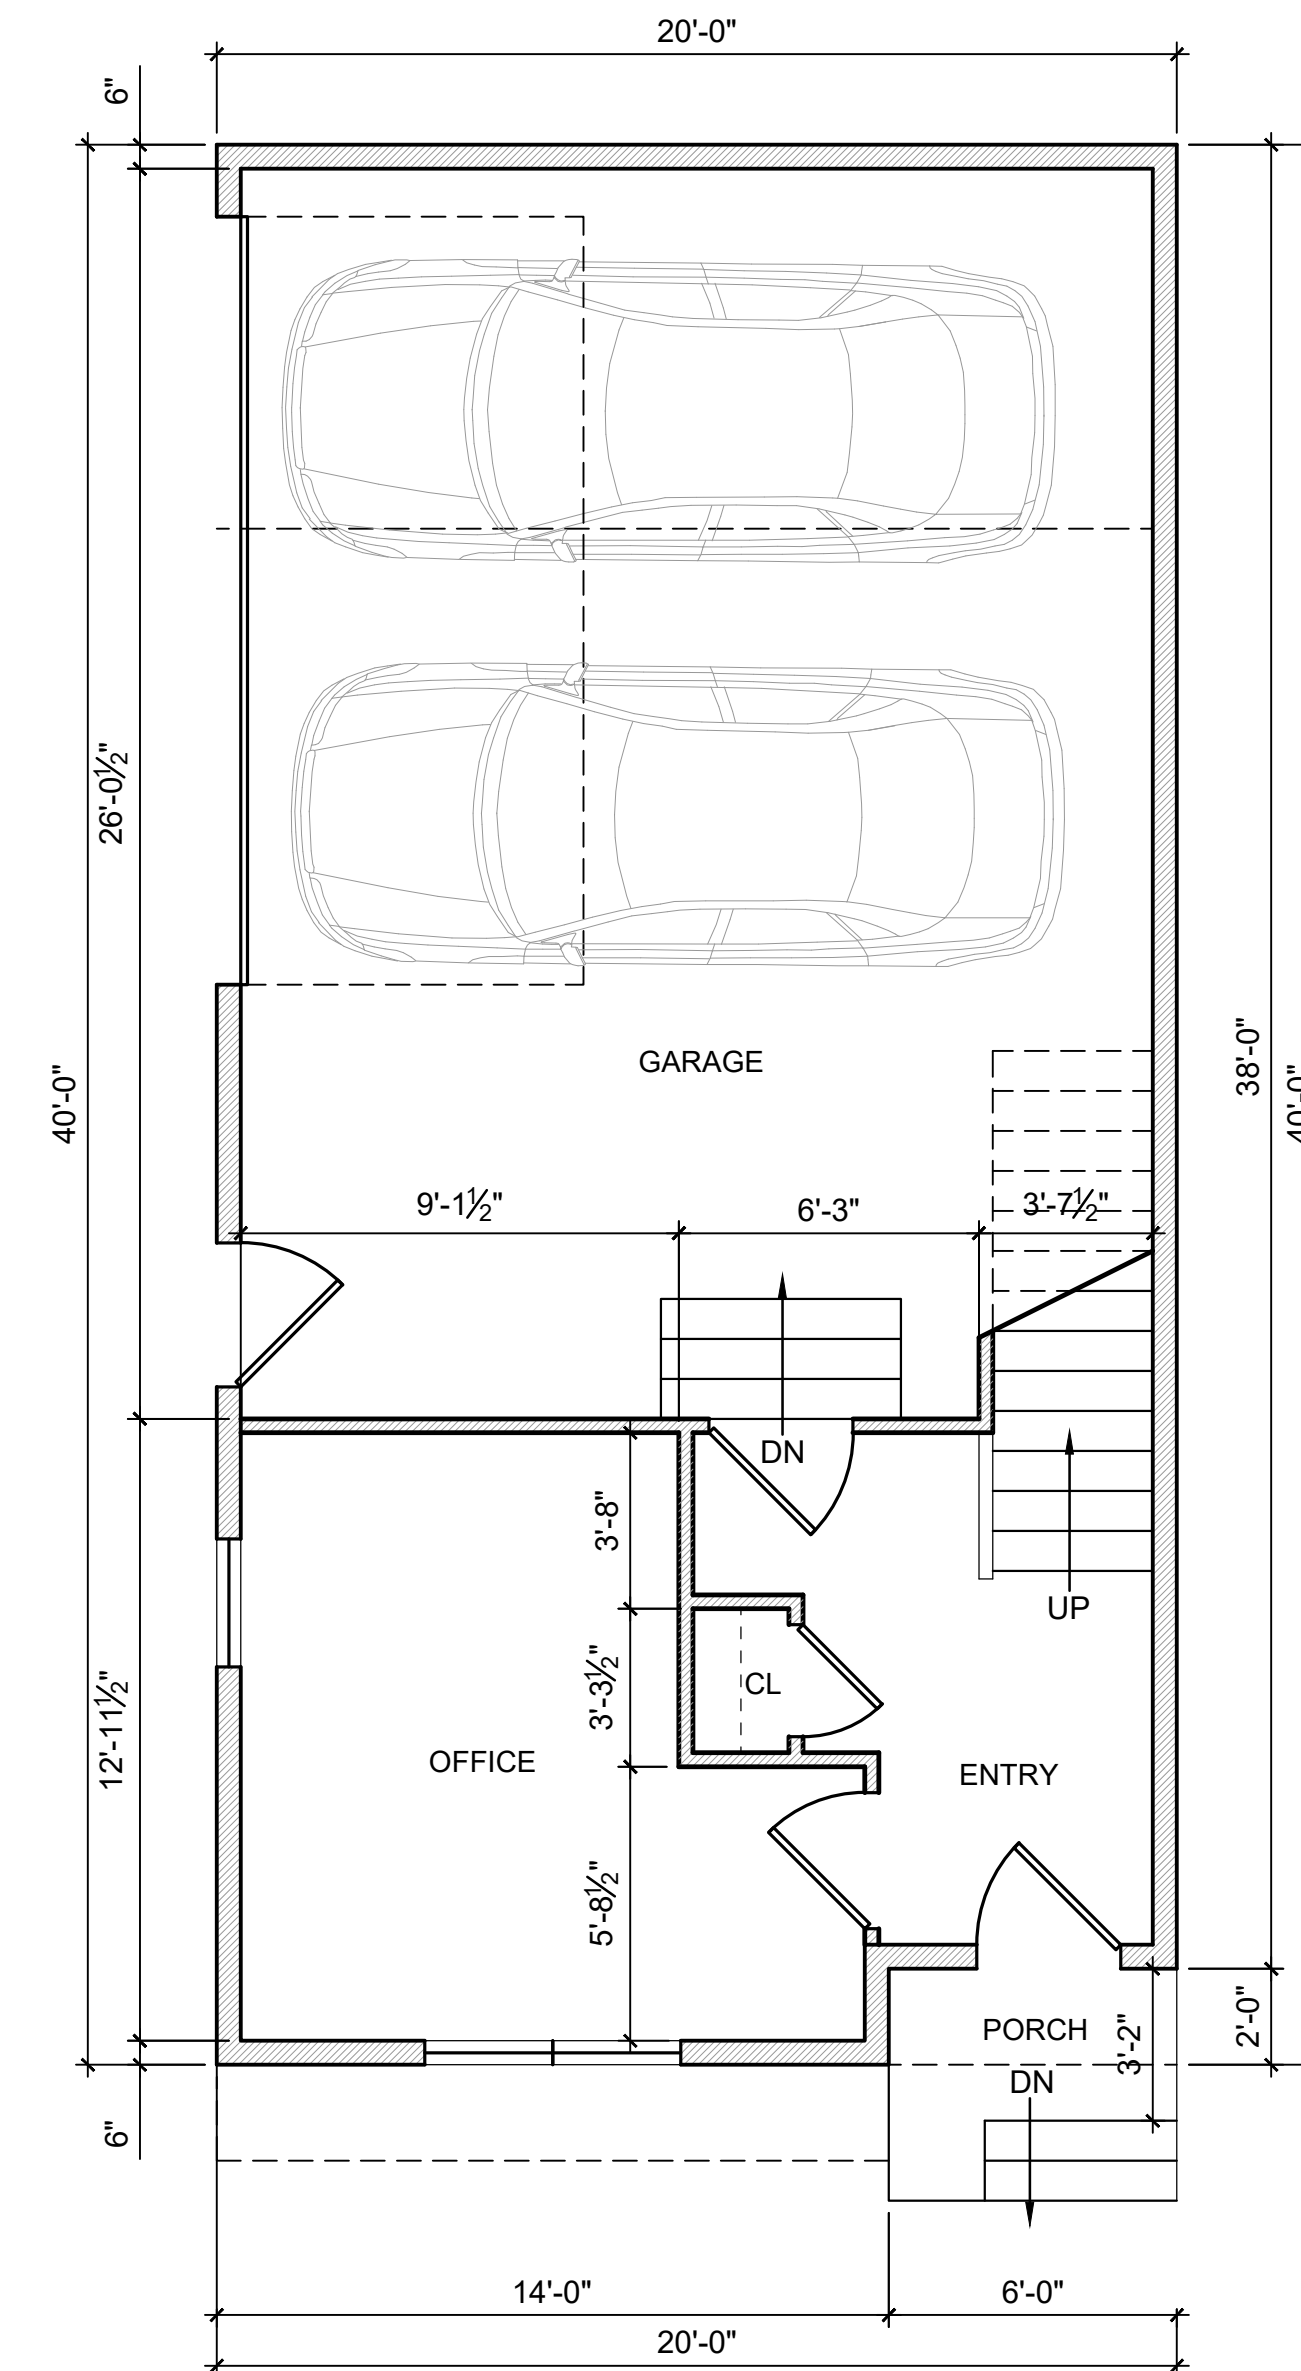 20'-0"
6"
26'-0½"
40'-0"
38'-0"
40'-0"
GARAGE
9'-1½"
6'-3"
3'-7½"
DN
3'-8"
UP
3'-3½"
CL
12'-11½"
OFFICE
ENTRY
5'-8½"
PORCH
3'-2"
2'-0"
DN
6"
14'-0"
6'-0"
20'-0"